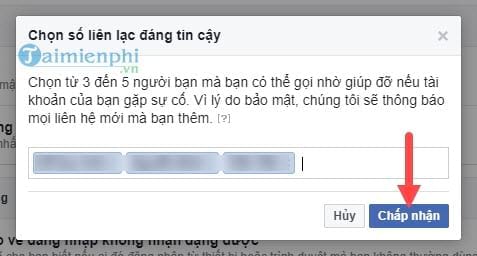 Chọn số liên lạc đáng tin cậy
Taimienphi
.vn
Chọn từ 3 đến 5 người bạn mà bạn có thể gọi nhờ giúp đỡ nếu tài
khoản của bạn gặp sự cố. Vì lý do bảo mật, chúng tôi sẽ thông báo
mọi liên hệ mới mà bạn thêm. [?]
Hủy
Chấp nhận